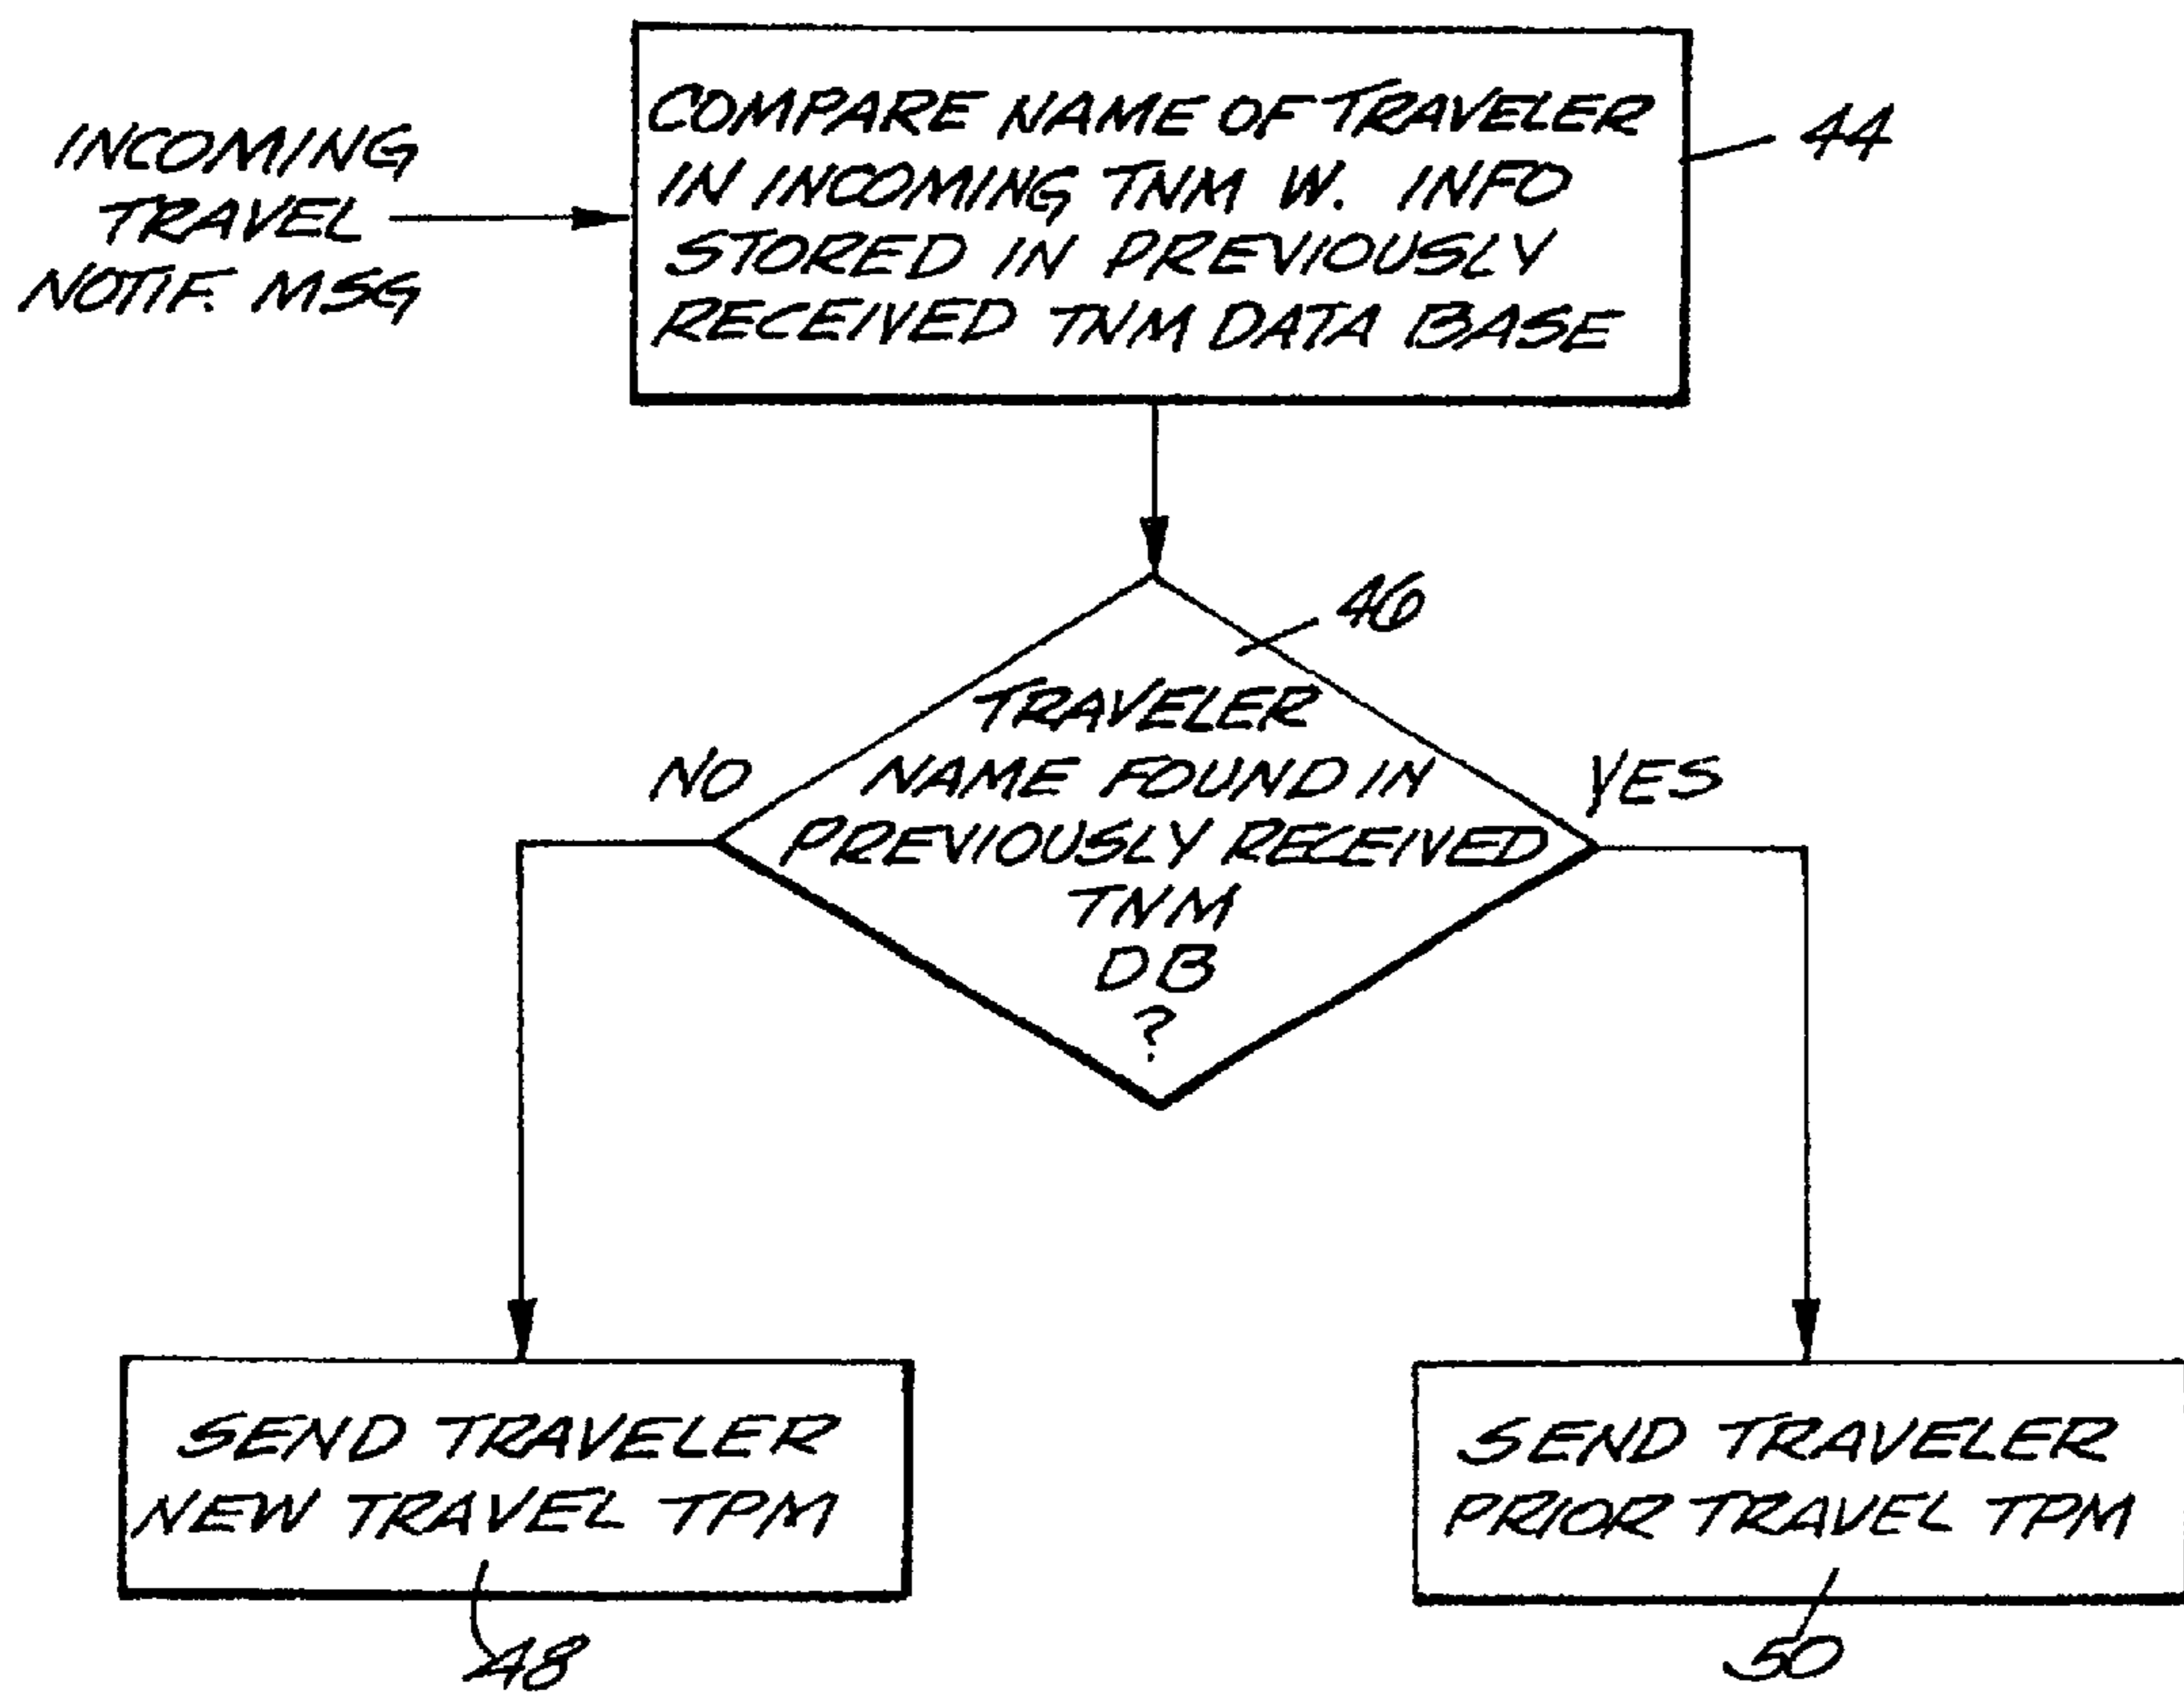 INCOMING
TRAVEL
NOTIF. MSG
COMPARE NAME OF TRAVELER
IN INCOMING TNM W. INFO
STORED IN PREVIOUSLY
RECEIVED TNM DATA BASE
44
46
TRAVELER
NAME FOUND IN
PREVIOUSLY RECEIVED
TNM
DB
?
NO
YES
SEND TRAVELER
NEW TRAVEL TPM
48
SEND TRAVELER
PRIOR TRAVEL TPM
50